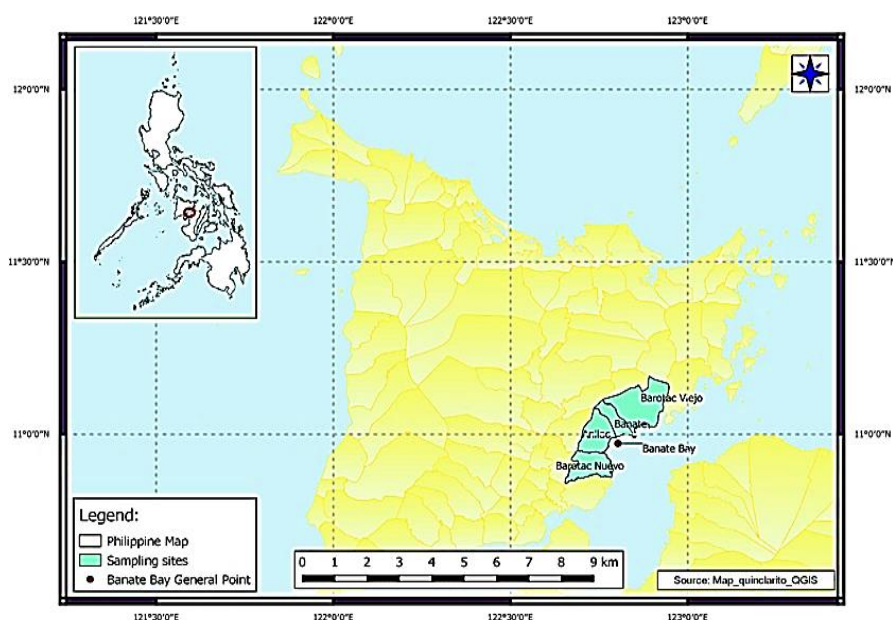 121°30'0"E 122°0'0"E 122°30'0"E 123°0'0"E
12°0'0"N 12°0'0"N
11°30'0"N 11°30'0"N
Barotac Viejo
Banate
11°0'0"N 11°0'0"N
Banate Bay
Barotac Nuevo
Legend:
Philippine Map
Sampling sites
Banate Bay General Point
0 1 2 3 4 5 6 7 8 9 km
Source: Map_quinclarito_QGIS
121°30'0"E 122°0'0"E 122°30'0"E 123°0'0"E